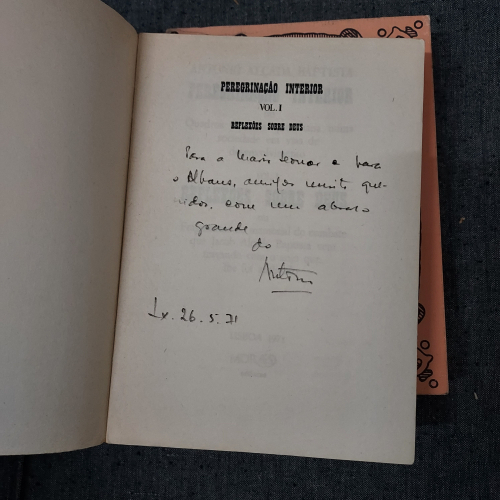 PEREGRINAÇÃO INTERIOR
VOL. I
REFLEXÕES SOBRE DEUS
Para a Maria Leonor e para
o Albano, amigos muito que-
ridos, com um abraço
grande
do
António
Lx. 26.5.71